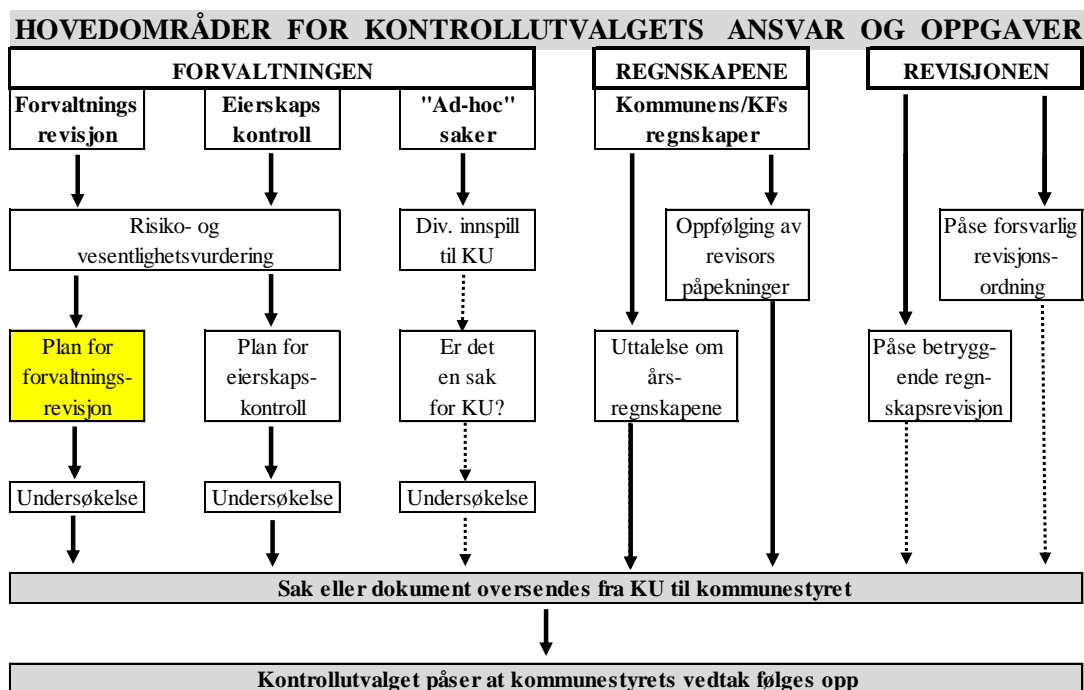 HOVEDOMRÅDER FOR KONTROLLUTVALGETS ANSVAR OG OPPGAVER
FORVALTNINGEN
REGNSKAPENE
REVISJONEN
Forvaltnings
revisjon
Eierskaps
kontroll
"Ad-hoc"
saker
Kommunens/KFs
regnskaper
Risiko- og
vesentlighetsvurdering
Div. innspill
til KU
Oppfølging av
revisors
påpekninger
Påse forsvarlig
revisjons-
ordning
Plan for
forvaltnings-
revisjon
Plan for
eierskaps-
kontroll
Er det
en sak
for KU?
Uttalelse om
års-
regnskapene
Påse betrygg-
ende regn-
skapsrevisjon
Undersøkelse
Undersøkelse
Undersøkelse
Sak eller dokument oversendes fra KU til kommunestyret
Kontrollutvalget påser at kommunestyrets vedtak følges opp